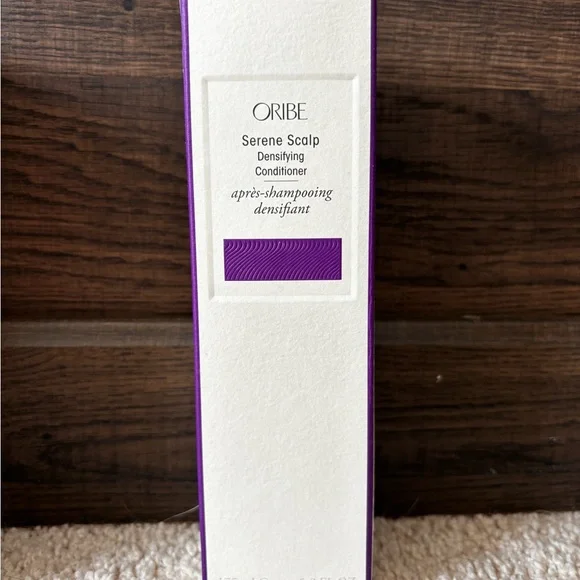 ORIBE
Serene Scalp
Densifying
Conditioner
après-shampooing
densifiant